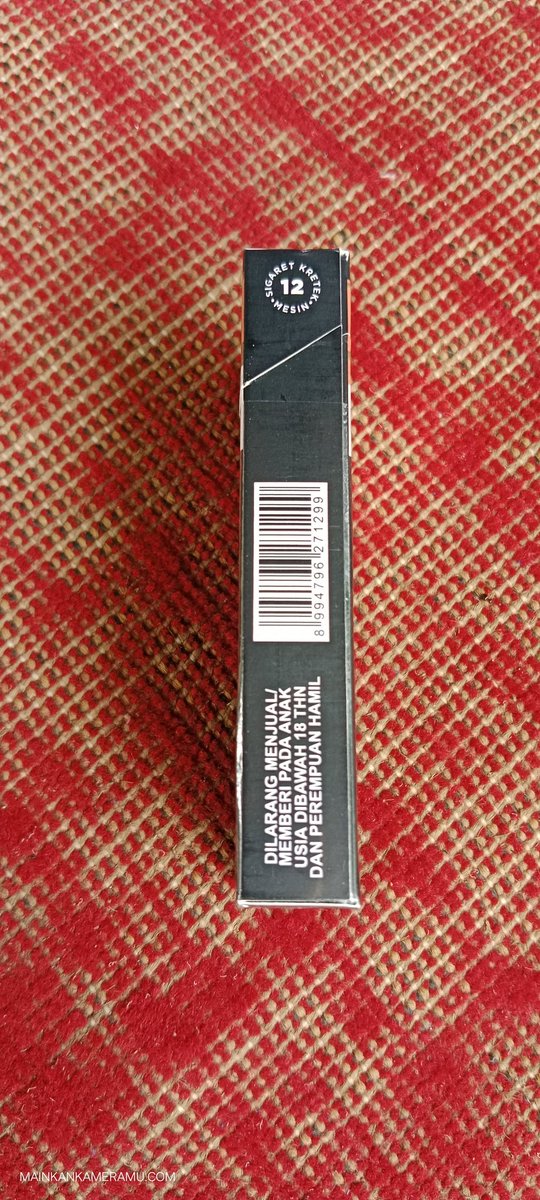 SIGARET KRETEK
12
MESIN
8 994796 271299
DILARANG MENJUAL/
MEMBERI PADA ANAK
USIA DIBAWAH 18 THN
DAN PEREMPUAN HAMIL
MAINKANKAMERAMU.COM